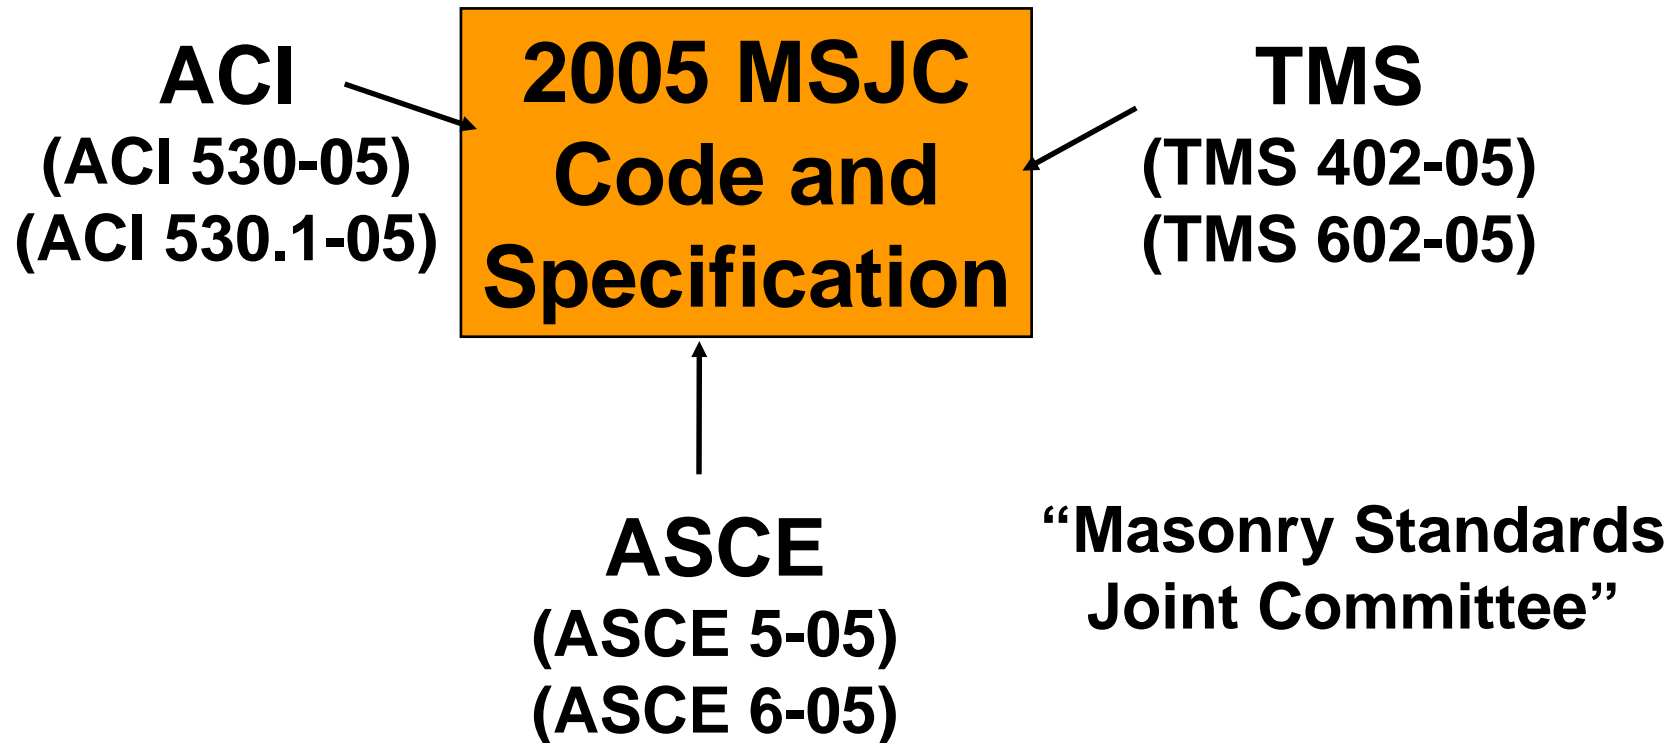 ACI
(ACI 530-05)
(ACI 530.1-05)
2005 MSJC
Code and
Specification
TMS
(TMS 402-05)
(TMS 602-05)
ASCE
(ASCE 5-05)
(ASCE 6-05)
“Masonry Standards
Joint Committee”